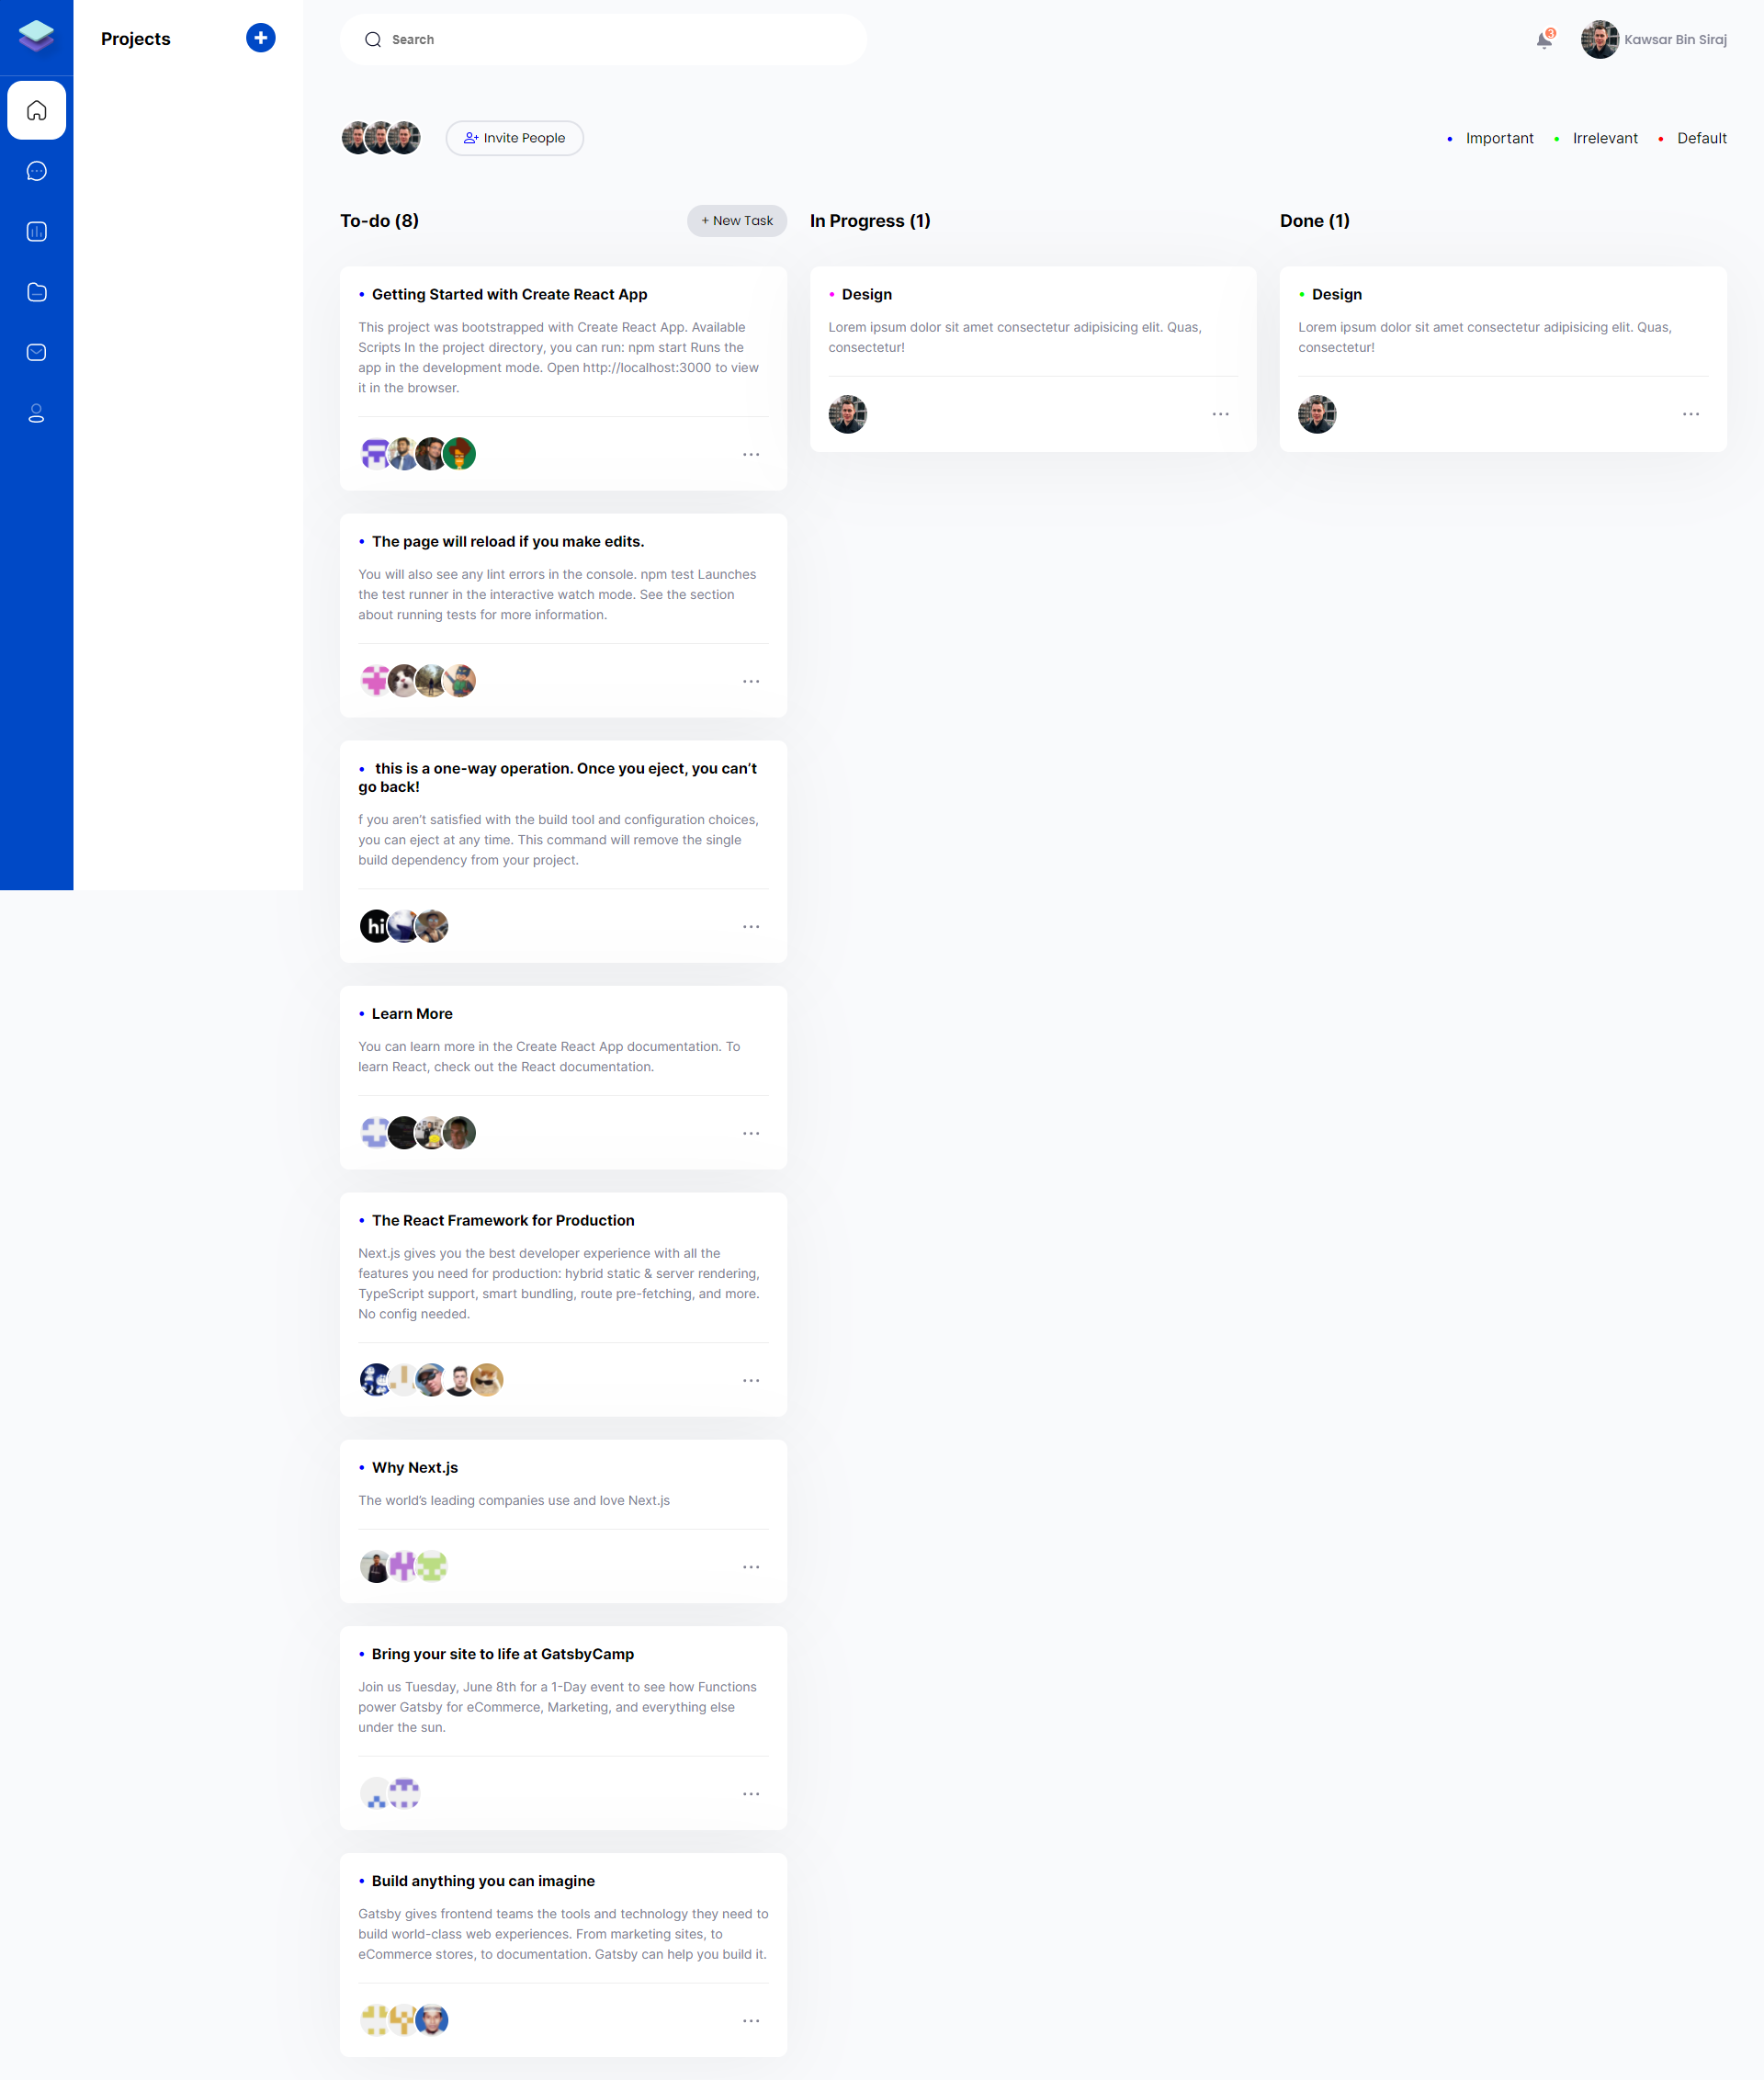 Projects
Search
3
Kawsar Bin Siraj
Invite People
Important
Irrelevant
Default
To-do (8)
+ New Task
Getting Started with Create React App
This project was bootstrapped with Create React App. Available
Scripts In the project directory, you can run: npm start Runs the
app in the development mode. Open http://localhost:3000 to view
it in the browser.
The page will reload if you make edits.
You will also see any lint errors in the console. npm test Launches
the test runner in the interactive watch mode. See the section
about running tests for more information.
this is a one-way operation. Once you eject, you can’t
go back!
f you aren’t satisfied with the build tool and configuration choices,
you can eject at any time. This command will remove the single
build dependency from your project.
hi
Learn More
You can learn more in the Create React App documentation. To
learn React, check out the React documentation.
The React Framework for Production
Next.js gives you the best developer experience with all the
features you need for production: hybrid static & server rendering,
TypeScript support, smart bundling, route pre-fetching, and more.
No config needed.
Why Next.js
The world’s leading companies use and love Next.js
Bring your site to life at GatsbyCamp
Join us Tuesday, June 8th for a 1-Day event to see how Functions
power Gatsby for eCommerce, Marketing, and everything else
under the sun.
Build anything you can imagine
Gatsby gives frontend teams the tools and technology they need to
build world-class web experiences. From marketing sites, to
eCommerce stores, to documentation. Gatsby can help you build it.
In Progress (1)
Design
Lorem ipsum dolor sit amet consectetur adipisicing elit. Quas,
consectetur!
Done (1)
Design
Lorem ipsum dolor sit amet consectetur adipisicing elit. Quas,
consectetur!